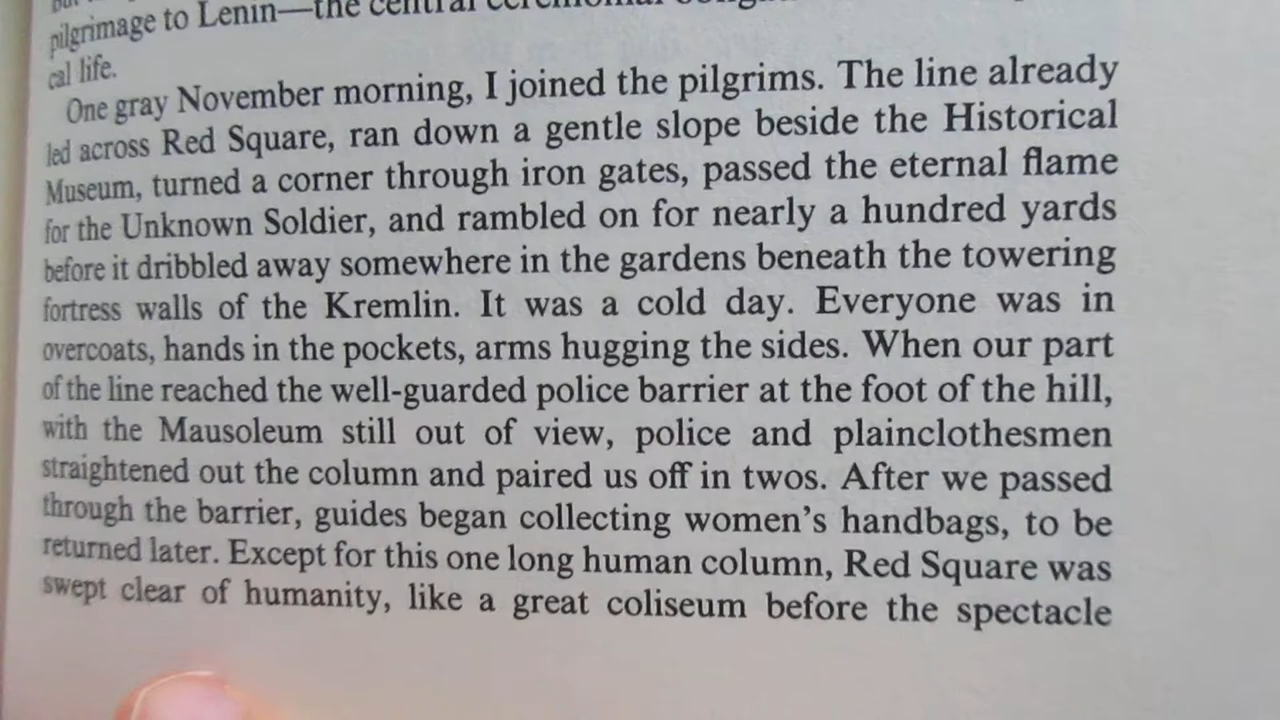 pilgrimage to Lenin—the central ceremonial
cal life.
One gray November morning, I joined the pilgrims. The line already
led across Red Square, ran down a gentle slope beside the Historical
Museum, turned a corner through iron gates, passed the eternal flame
for the Unknown Soldier, and rambled on for nearly a hundred yards
before it dribbled away somewhere in the gardens beneath the towering
fortress walls of the Kremlin. It was a cold day. Everyone was in
overcoats, hands in the pockets, arms hugging the sides. When our part
of the line reached the well-guarded police barrier at the foot of the hill,
with the Mausoleum still out of view, police and plainclothesmen
straightened out the column and paired us off in twos. After we passed
through the barrier, guides began collecting women's handbags, to be
returned later. Except for this one long human column, Red Square was
swept clear of humanity, like a great coliseum before the spectacle